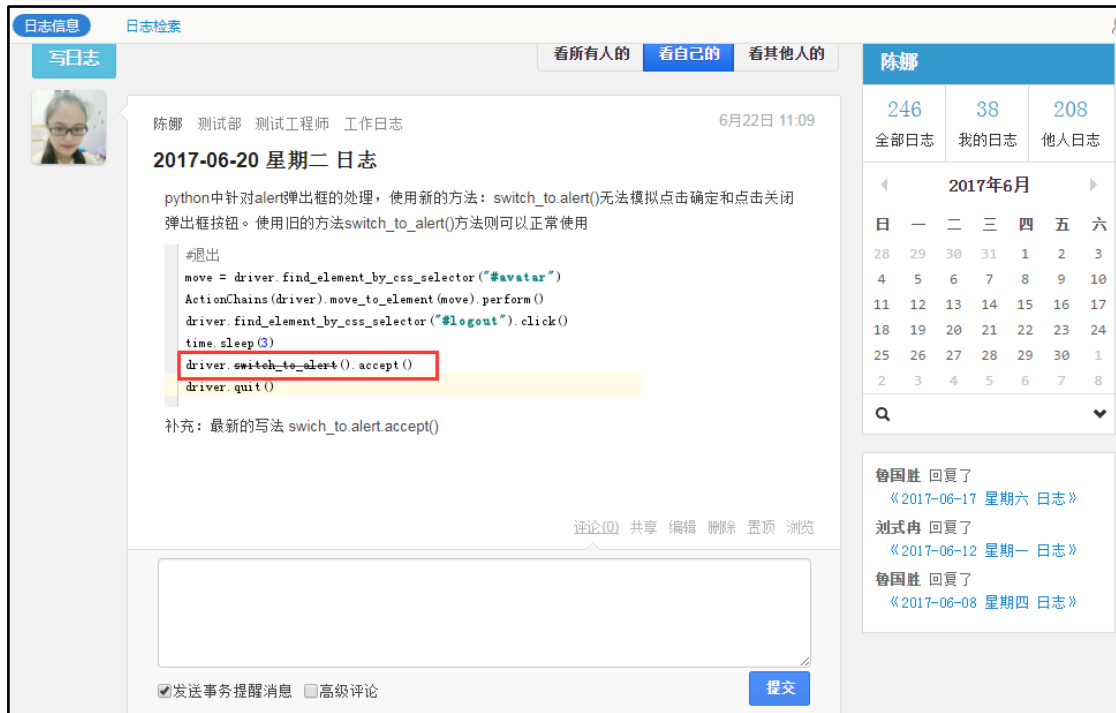 日志信息 日志检索
写日志
看所有人的 看自己的 看其他人的
陈娜 测试部 测试工程师 工作日志 6月22日 11:09
2017-06-20 星期二 日志
python中针对alert弹出框的处理，使用新的方法：switch_to.alert()无法模拟点击确定和点击关闭
弹出框按钮。使用旧的方法switch_to_alert()方法则可以正常使用
#退出
move = driver.find_element_by_css_selector("#avatar")
ActionChains(driver).move_to_element(move).perform()
driver.find_element_by_css_selector("#logout").click()
time.sleep(3)
driver.switch_to_alert().accept()
driver.quit()
补充：最新的写法 swich_to.alert.accept()
评论(0) 共享 编辑 删除 置顶 浏览
发送事务提醒消息 高级评论
提交
陈娜
246 38 208
全部日志 我的日志 他人日志
2017年6月
日 一 二 三 四 五 六
28 29 30 31 1 2 3
4 5 6 7 8 9 10
11 12 13 14 15 16 17
18 19 20 21 22 23 24
25 26 27 28 29 30 1
2 3 4 5 6 7 8
鲁国胜 回复了
《2017-06-17 星期六 日志》
刘式冉 回复了
《2017-06-12 星期一 日志》
鲁国胜 回复了
《2017-06-08 星期四 日志》